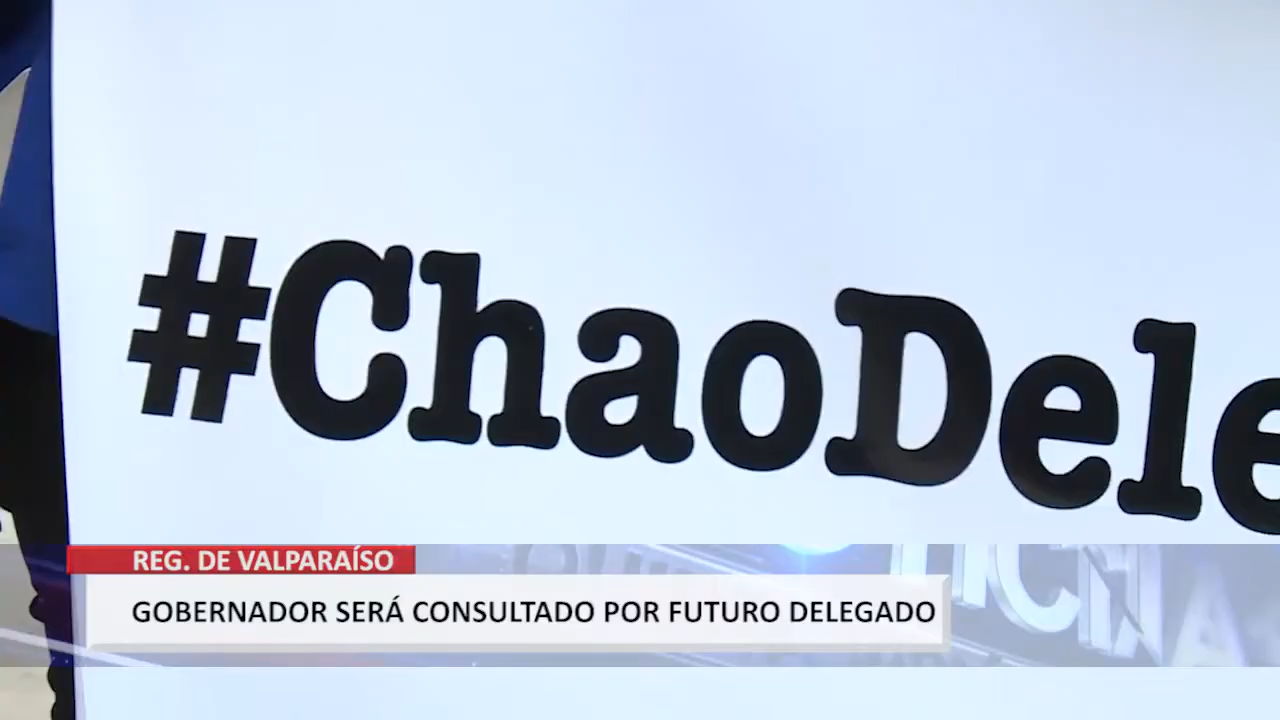 #ChaoDele
REG. DE VALPARAÍSO
GOBERNADOR SERÁ CONSULTADO POR FUTURO DELEGADO